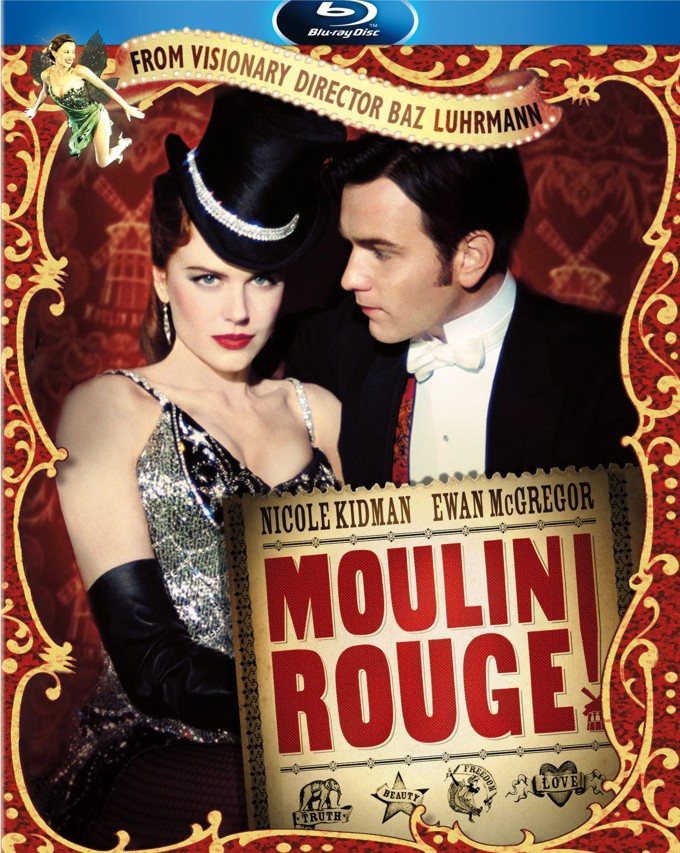 Blu-ray Disc
FROM VISIONARY DIRECTOR BAZ LUHRMANN
NICOLE KIDMAN EWAN McGREGOR
MOULIN
ROUGE!
TRUTH
BEAUTY
FREEDOM
LOVE